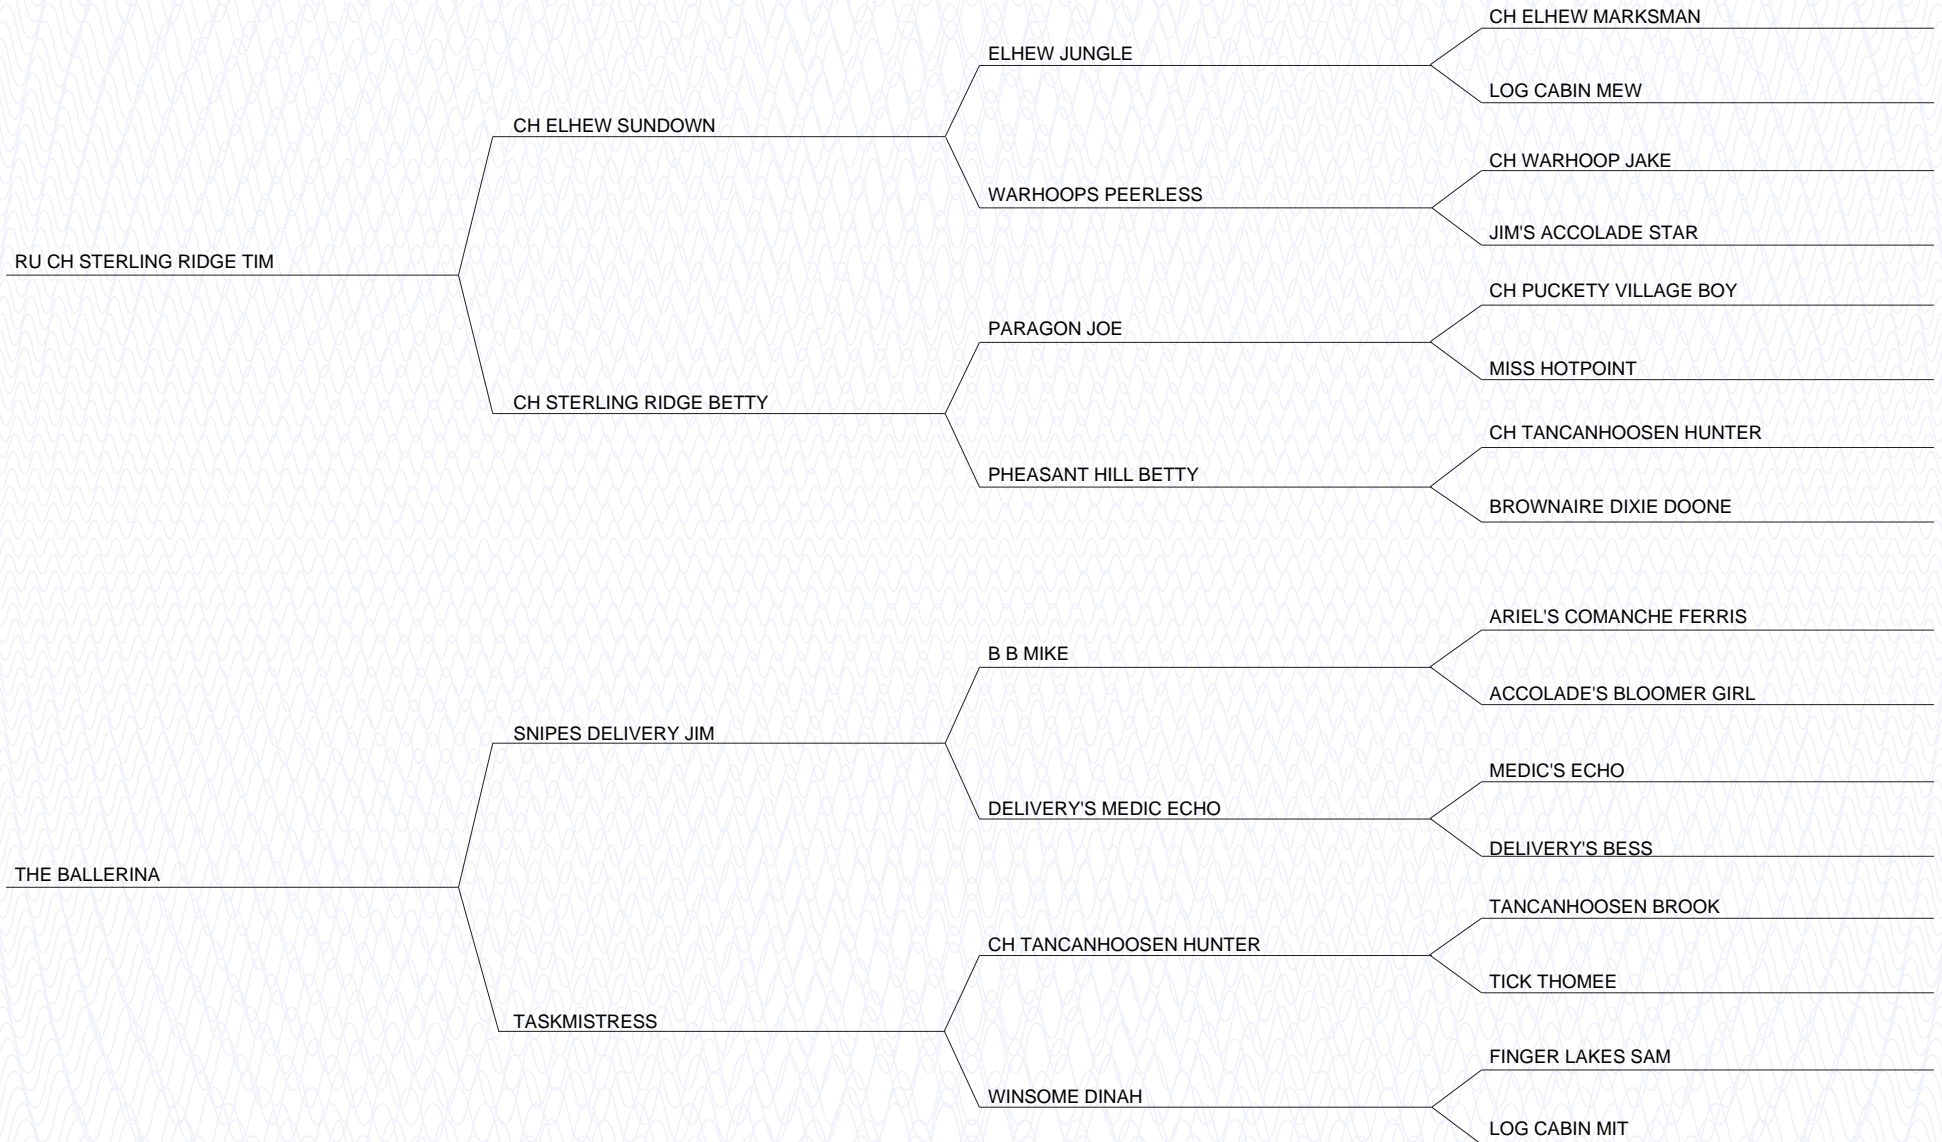 CH ELHEW MARKSMAN
ELHEW JUNGLE
LOG CABIN MEW
CH ELHEW SUNDOWN
CH WARHOOP JAKE
WARHOOPS PEERLESS
JIM'S ACCOLADE STAR
RU CH STERLING RIDGE TIM
CH PUCKETY VILLAGE BOY
PARAGON JOE
MISS HOTPOINT
CH STERLING RIDGE BETTY
CH TANCANHOOSEN HUNTER
PHEASANT HILL BETTY
BROWNAIRE DIXIE DOONE
ARIEL'S COMANCHE FERRIS
B B MIKE
ACCOLADE'S BLOOMER GIRL
SNIPES DELIVERY JIM
MEDIC'S ECHO
DELIVERY'S MEDIC ECHO
DELIVERY'S BESS
THE BALLERINA
TANCANHOOSEN BROOK
CH TANCANHOOSEN HUNTER
TICK THOMEE
TASKMISTRESS
FINGER LAKES SAM
WINSOME DINAH
LOG CABIN MIT